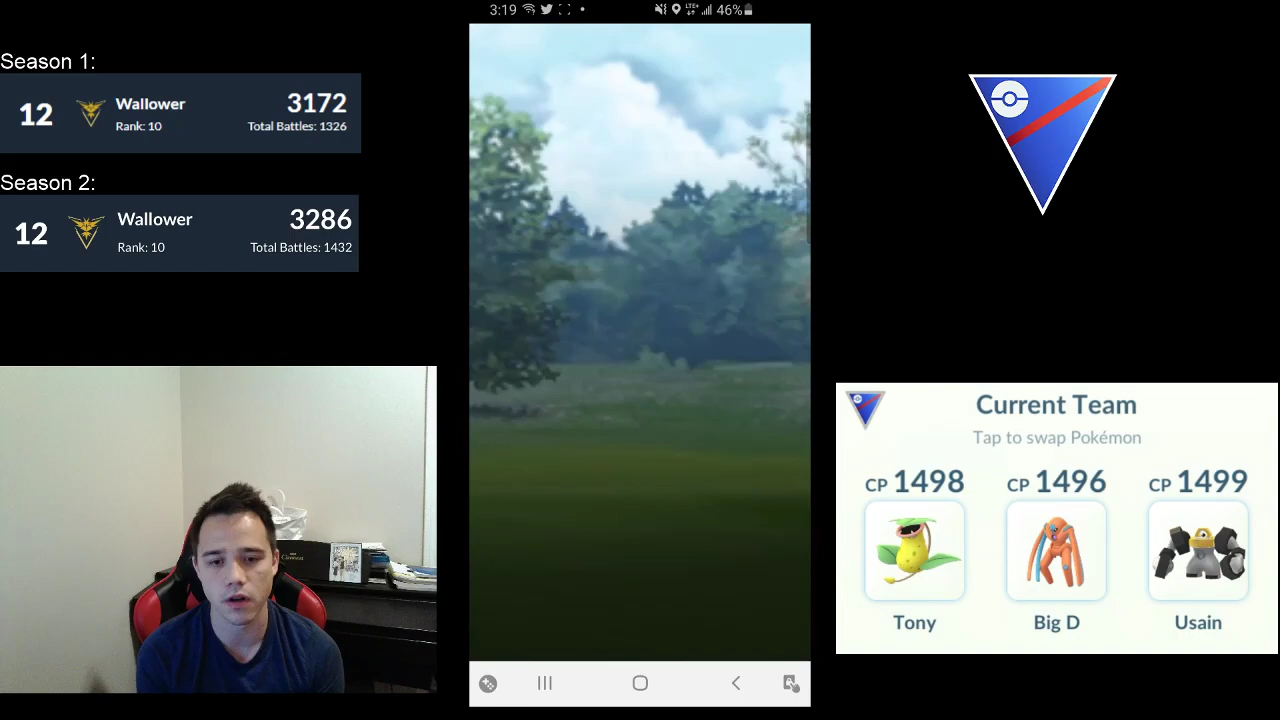 Season 1:
12 Wallower 3172
Rank: 10 Total Battles: 1326
Season 2:
12 Wallower 3286
Rank: 10 Total Battles: 1432
3:19 LTE+ 46%
Current Team
Tap to swap Pokémon
CP 1498 CP 1496 CP 1499
Tony Big D Usain